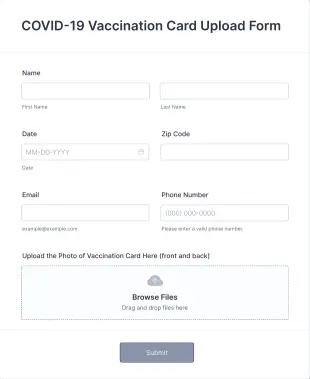 COVID-19 Vaccination Card Upload Form
Name
First Name
Last Name
Date
Zip Code
MM-DD-YYYY
Date
Email
Phone Number
(000) 000-0000
example@example.com
Please enter a valid phone number.
Upload the Photo of Vaccination Card Here (front and back)
Browse Files
Drag and drop files here
Submit